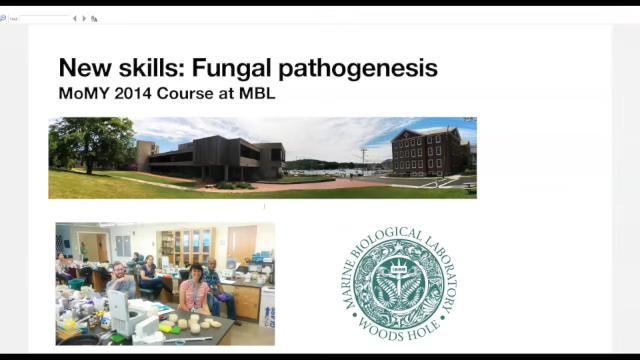 New skills: Fungal pathogenesis
MoMY 2014 Course at MBL
MARINE BIOLOGICAL LABORATORY
• WOODS HOLE •